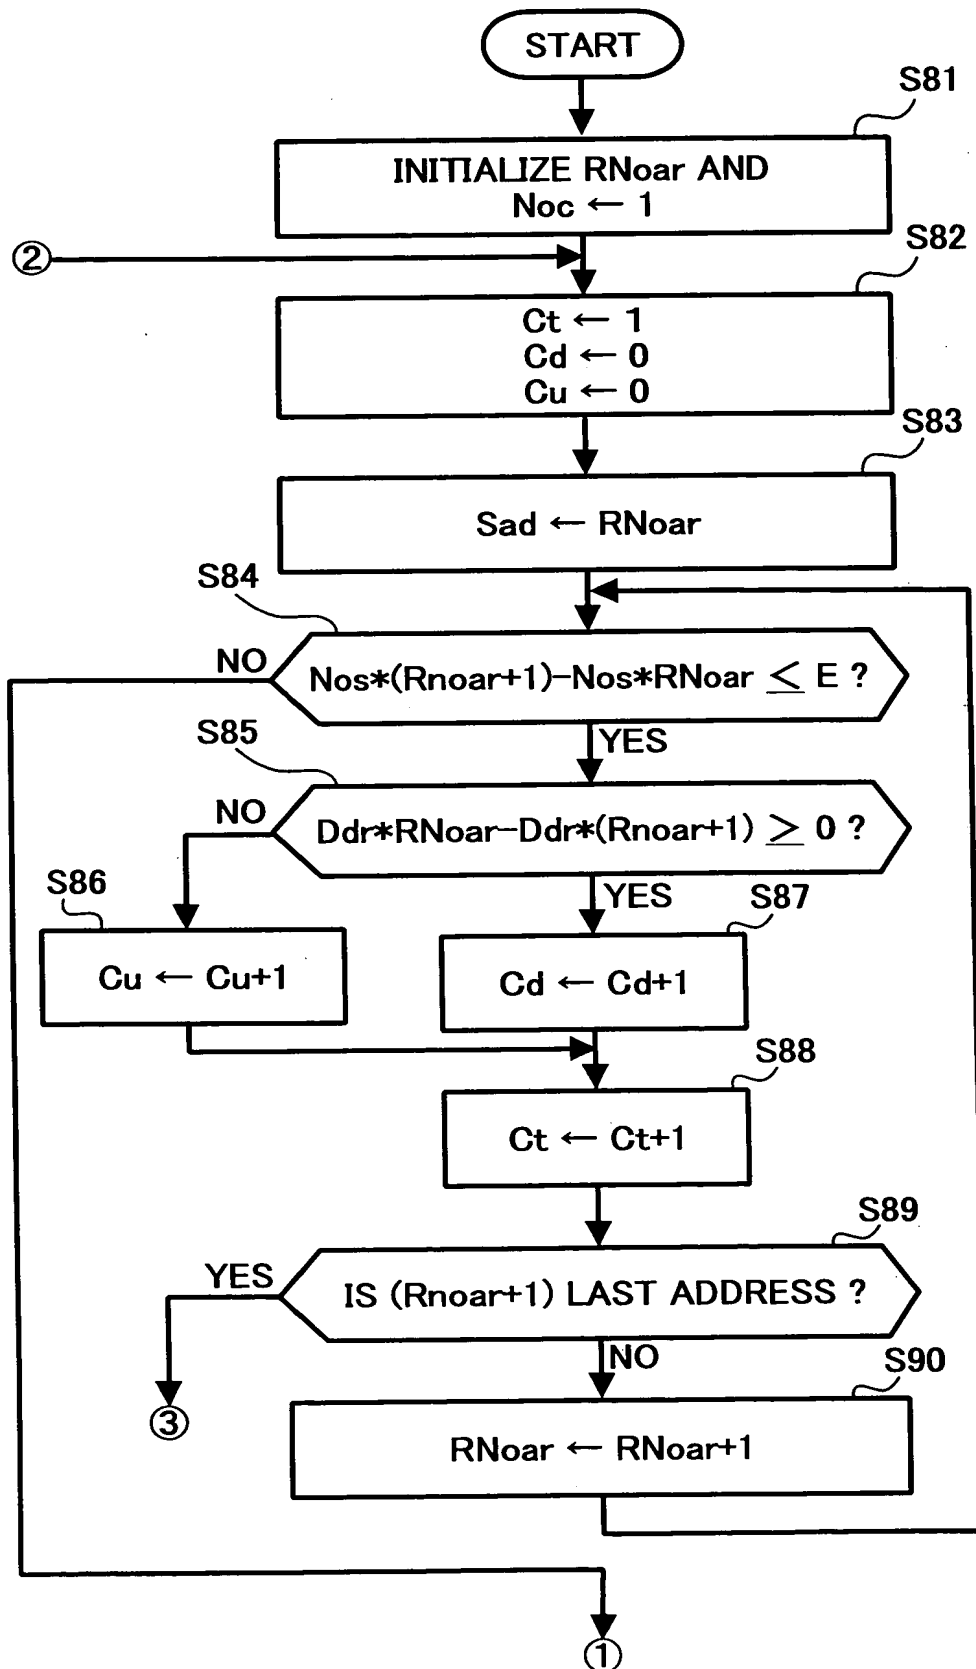 START
S81
INITIALIZE RNoar AND
Noc ← 1
②
S82
Ct ← 1
Cd ← 0
Cu ← 0
S83
Sad ← RNoar
S84
NO
Nos*(Rnoar+1)-Nos*RNoar ≤ E ?
YES
S85
NO
Ddr*RNoar-Ddr*(Rnoar+1) ≥ 0 ?
YES
S86
Cu ← Cu+1
S87
Cd ← Cd+1
S88
Ct ← Ct+1
S89
YES
IS (Rnoar+1) LAST ADDRESS ?
NO
③
S90
RNoar ← RNoar+1
①